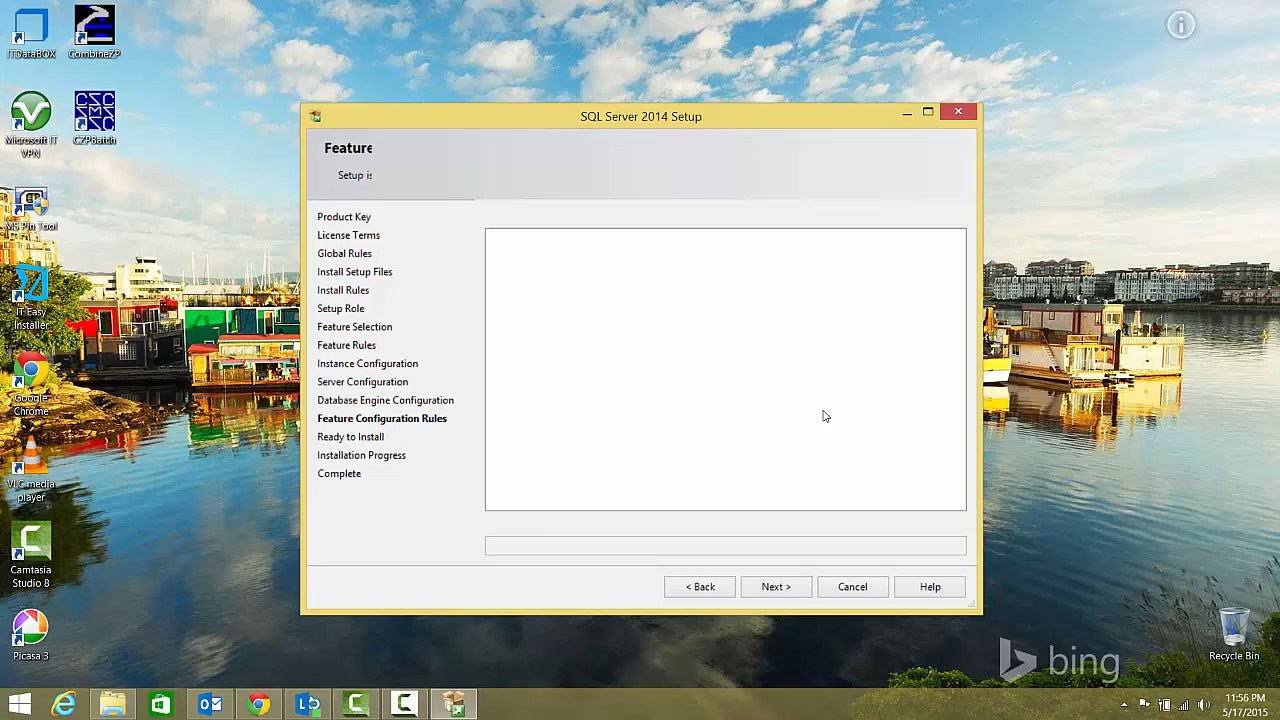 ITDataBOX
CombineZP
Microsoft IT
VPN
CZPBatch
MS Pin Tool
IT Easy
Installer
Google
Chrome
VLC media
player
Camtasia
Studio 8
Picasa 3
SQL Server 2014 Setup
Feature
Setup is
Product Key
License Terms
Global Rules
Install Setup Files
Install Rules
Setup Role
Feature Selection
Feature Rules
Instance Configuration
Server Configuration
Database Engine Configuration
Feature Configuration Rules
Ready to Install
Installation Progress
Complete
< Back
Next >
Cancel
Help
bing
Recycle Bin
11:56 PM
5/17/2015